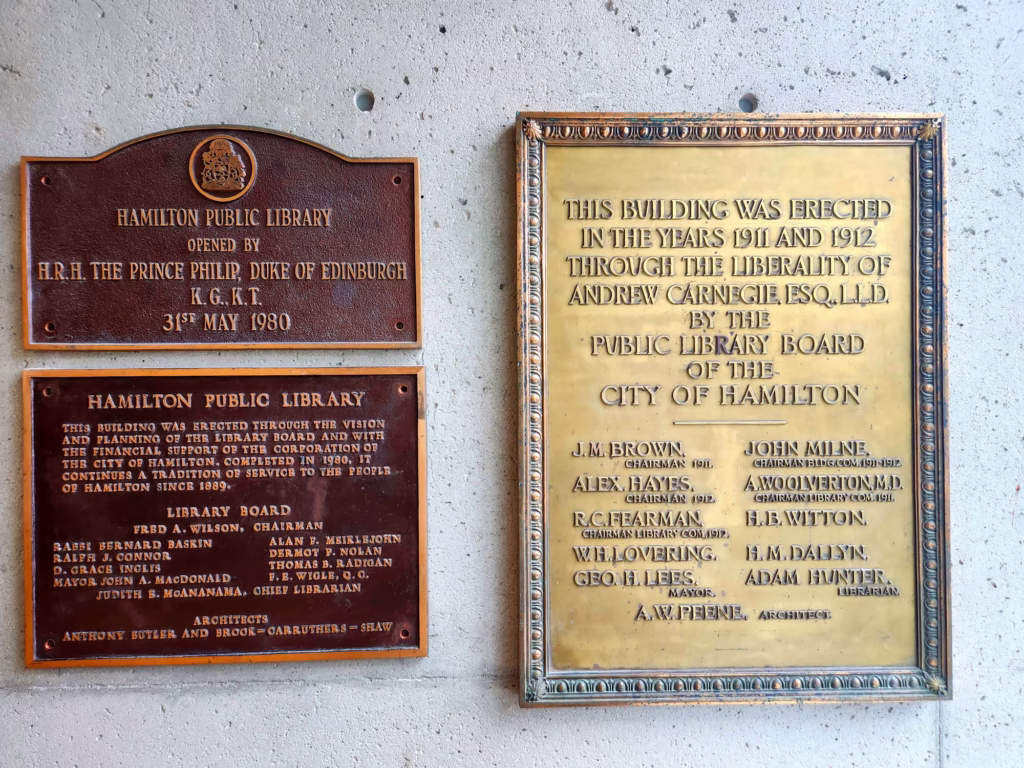 HAMILTON PUBLIC LIBRARY
OPENED BY
H.R.H. THE PRINCE PHILIP, DUKE OF EDINBURGH
K.G., K.T.
31ST MAY 1980
HAMILTON PUBLIC LIBRARY
THIS BUILDING WAS ERECTED THROUGH THE VISION
AND PLANNING OF THE LIBRARY BOARD AND WITH
THE FINANCIAL SUPPORT OF THE CORPORATION OF
THE CITY OF HAMILTON. COMPLETED IN 1980, IT
CONTINUES A TRADITION OF SERVICE TO THE PEOPLE
OF HAMILTON SINCE 1889.
LIBRARY BOARD
FRED A. WILSON, CHAIRMAN
RABBI BERNARD BASKIN
RALPH J. CONNOR
D. GRACE INGLIS
MAYOR JOHN A. MACDONALD
ALAN F. MEIKLEJOHN
DERMOT P. NOLAN
THOMAS B. RADIGAN
F. E. WIGLE, Q.C.
JUDITH E. McANANAMA, CHIEF LIBRARIAN
ARCHITECTS
ANTHONY BUTLER AND BROOK=CARRUTHERS=SHAW
THIS BUILDING WAS ERECTED
IN THE YEARS 1911 AND 1912
THROUGH THE LIBERALITY OF
ANDREW CARNEGIE, ESQ., L.L.D.
BY THE
PUBLIC LIBRARY BOARD
OF THE
CITY OF HAMILTON
J. M. BROWN,
CHAIRMAN 1911.
ALEX. HAYES,
CHAIRMAN 1912.
R. C. FEARMAN,
CHAIRMAN LIBRARY COM. 1912.
W. H. LOVERING.
GEO. H. LEES,
MAYOR.
JOHN MILNE,
CHAIRMAN BLDG. COM. 1911-1912.
A. WOOLVERTON, M.D.
CHAIRMAN LIBRARY COM. 1911.
H. B. WITTON.
H. M. DALLYN.
ADAM HUNTER,
LIBRARIAN.
A. W. PEENE, ARCHITECT.